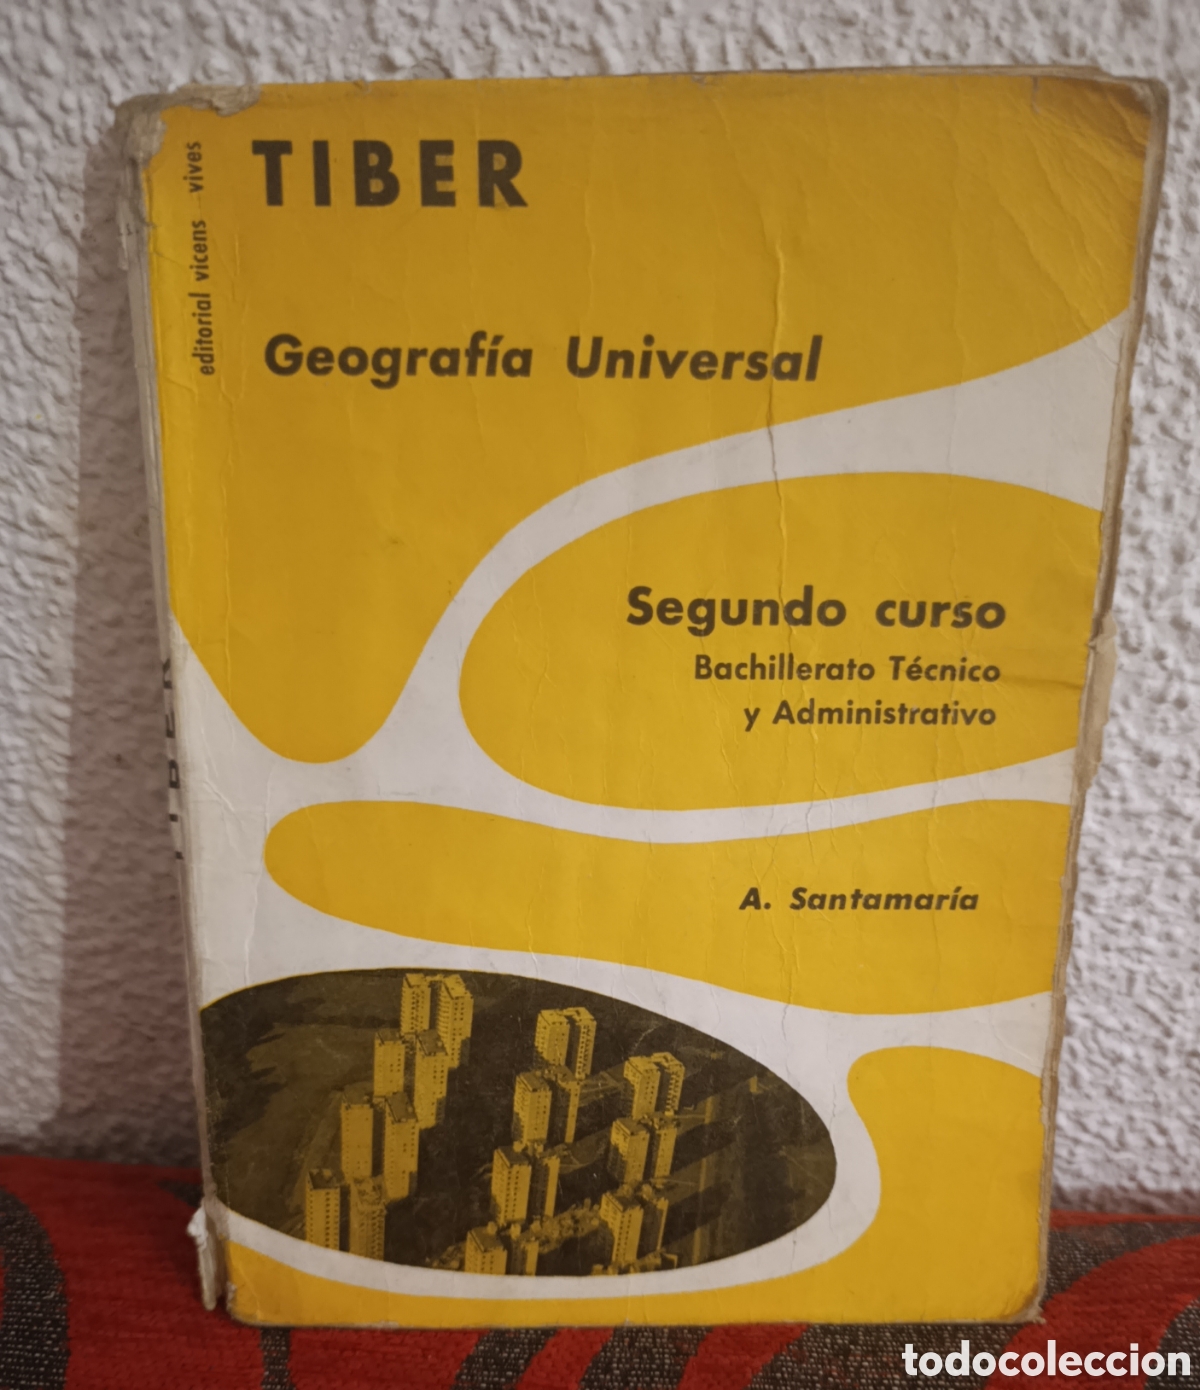 TIBER
editorial vicens - vives
Geografía Universal
Segundo curso
Bachillerato Técnico
y Administrativo
A. Santamaría
TIBER
todocoleccion